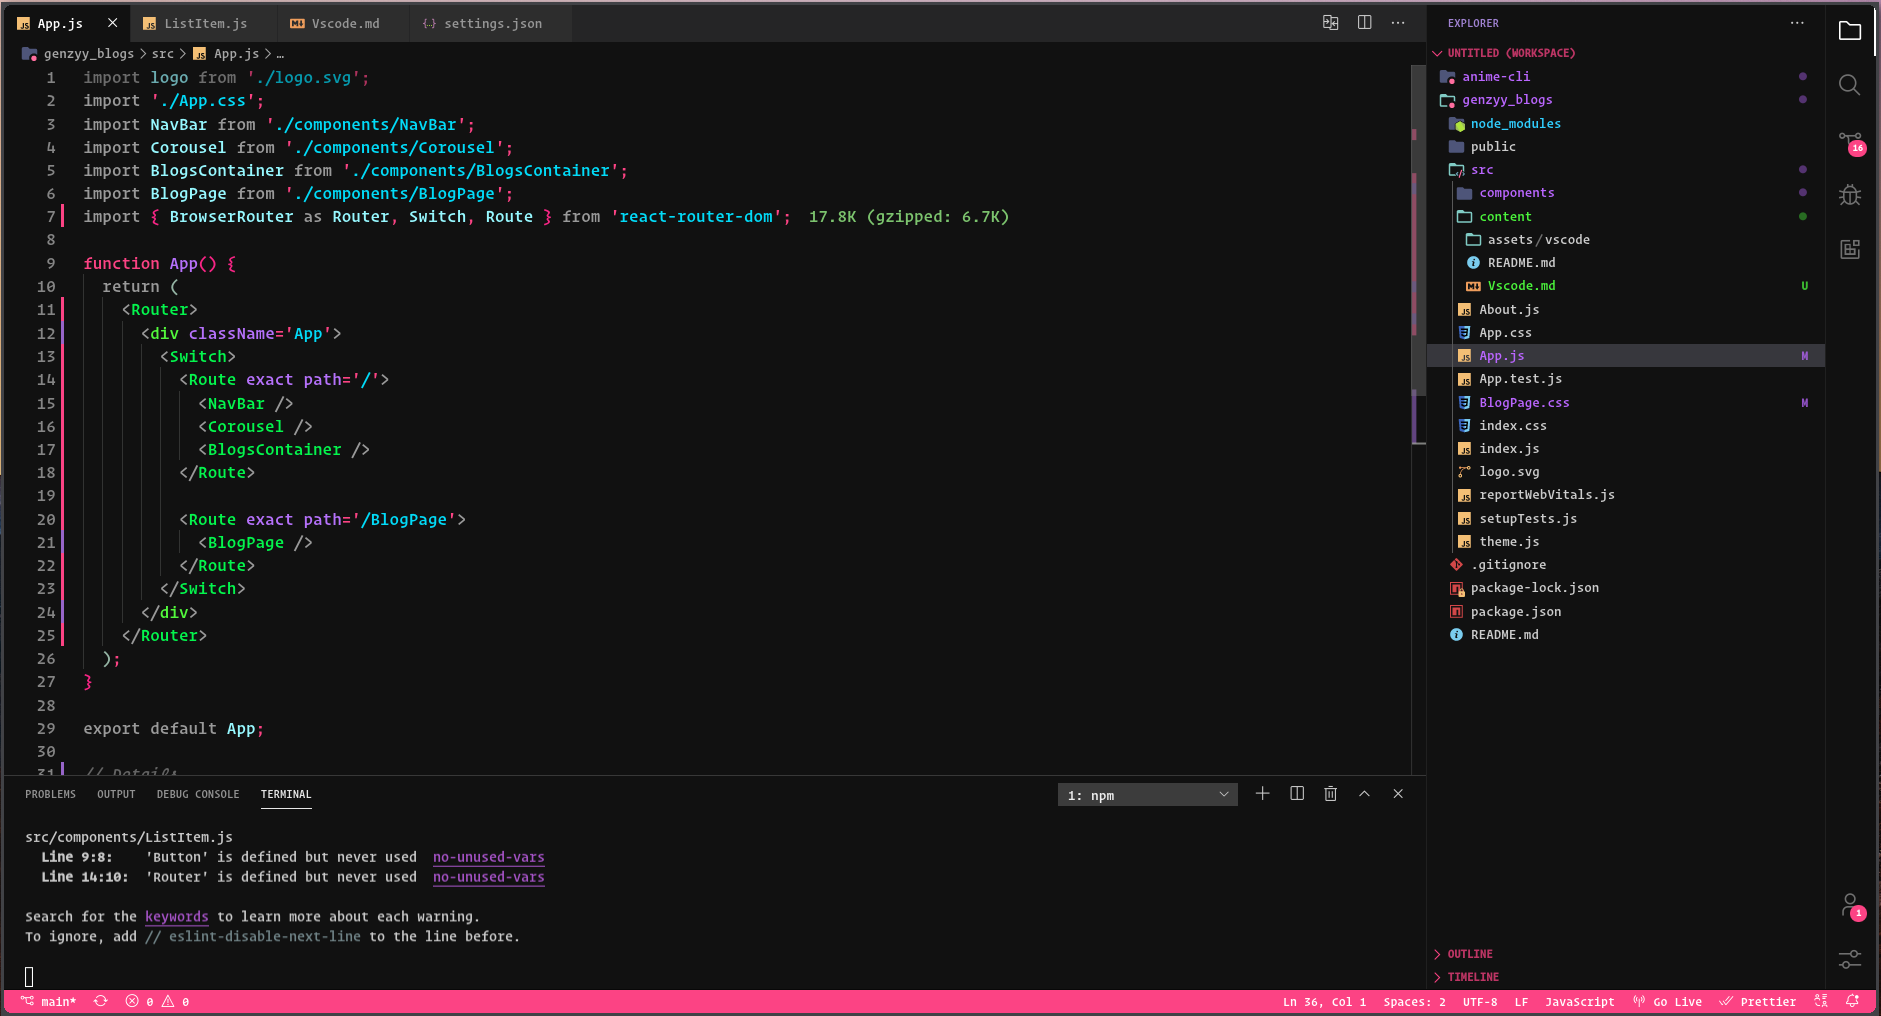 App.js
ListItem.js
Vscode.md
settings.json
genzyy_blogs > src > App.js > …
1 import logo from './logo.svg';
2 import './App.css';
3 import NavBar from './components/NavBar';
4 import Corousel from './components/Corousel';
5 import BlogsContainer from './components/BlogsContainer';
6 import BlogPage from './components/BlogPage';
7 import { BrowserRouter as Router, Switch, Route } from 'react-router-dom'; 17.8K (gzipped: 6.7K)
8
9 function App() {
10 return (
11 <Router>
12 <div className='App'>
13 <Switch>
14 <Route exact path='/'>
15 <NavBar />
16 <Corousel />
17 <BlogsContainer />
18 </Route>
19
20 <Route exact path='/BlogPage'>
21 <BlogPage />
22 </Route>
23 </Switch>
24 </div>
25 </Router>
26 );
27 }
28
29 export default App;
30
31 // Details
PROBLEMS OUTPUT DEBUG CONSOLE TERMINAL
1: npm
src/components/ListItem.js
Line 9:8: 'Button' is defined but never used no-unused-vars
Line 14:10: 'Router' is defined but never used no-unused-vars
Search for the keywords to learn more about each warning.
To ignore, add // eslint-disable-next-line to the line before.
EXPLORER
UNTITLED (WORKSPACE)
anime-cli
genzyy_blogs
node_modules
public
src
components
content
assets/vscode
README.md
Vscode.md U
About.js
App.css
App.js M
App.test.js
BlogPage.css M
index.css
index.js
logo.svg
reportWebVitals.js
setupTests.js
theme.js
.gitignore
package-lock.json
package.json
README.md
OUTLINE
TIMELINE
16
1
main* 0 0
Ln 36, Col 1 Spaces: 2 UTF-8 LF JavaScript Go Live Prettier